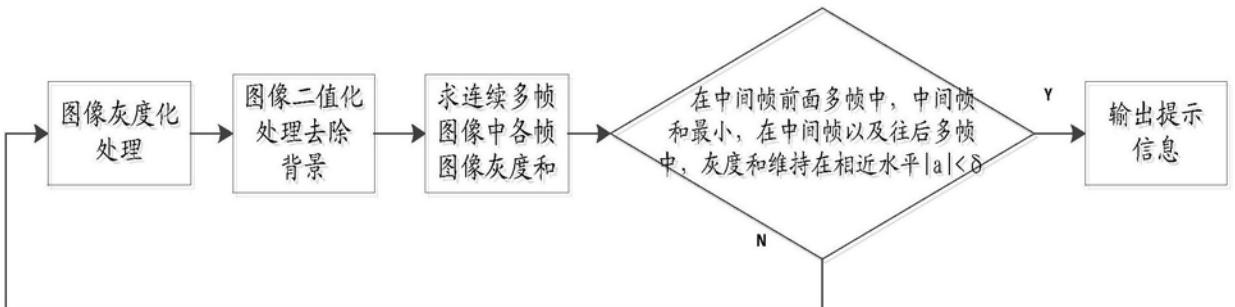 图像灰度化
处理
图像二值化
处理去除
背景
求连续多帧
图像中各帧
图像灰度和
在中间帧前面多帧中，中间帧
和最小，在中间帧以及往后多帧
中，灰度和维持在相近水平|a|<δ
Y
N
输出提示
信息